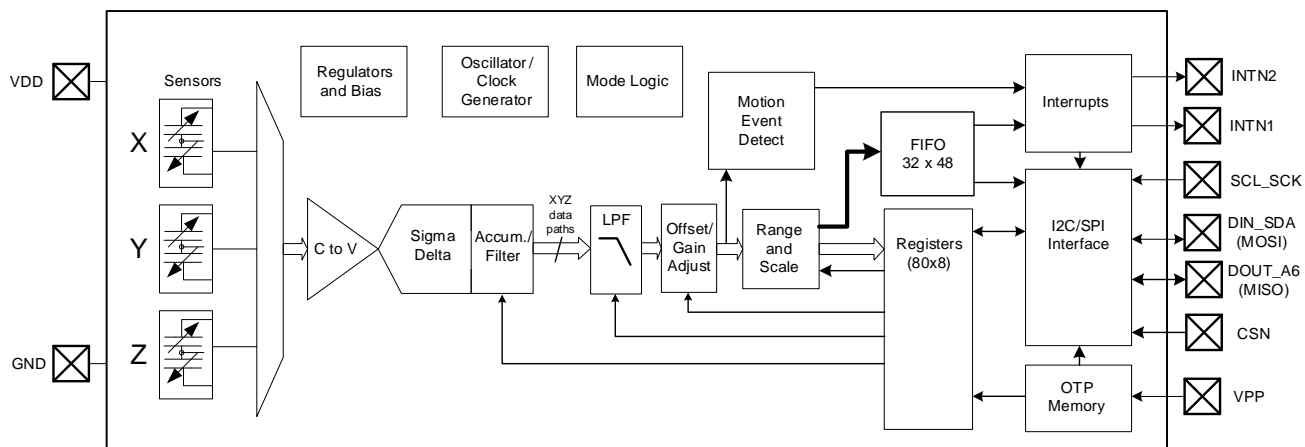 VDD
GND
Sensors
X
Y
Z
Regulators
and Bias
Oscillator/
Clock
Generator
Mode Logic
C to V
Sigma
Delta
Accum./
Filter
XYZ
data
paths
LPF
Offset/
Gain
Adjust
Motion
Event
Detect
Range
and
Scale
FIFO
32 x 48
Registers
(80x8)
Interrupts
I2C/SPI
Interface
OTP
Memory
INTN2
INTN1
SCL_SCK
DIN_SDA
(MOSI)
DOUT_A6
(MISO)
CSN
VPP